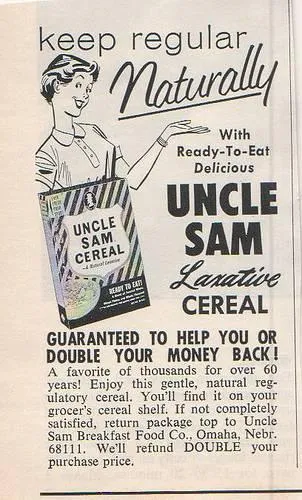 keep regular
Naturally
With
Ready-To-Eat
Delicious
UNCLE
SAM
Laxative
CEREAL
UNCLE
SAM
CEREAL
A Natural Laxative
READY TO EAT!
GUARANTEED TO HELP YOU OR
DOUBLE YOUR MONEY BACK!
A favorite of thousands for over 60
years! Enjoy this gentle, natural reg-
ulatory cereal. You'll find it on your
grocer's cereal shelf. If not completely
satisfied, return package top to Uncle
Sam Breakfast Food Co., Omaha, Nebr.
68111. We'll refund DOUBLE your
purchase price.